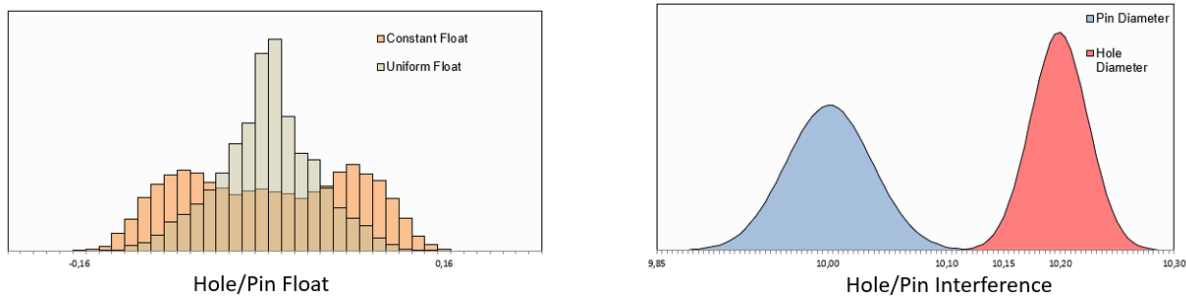 Constant Float
Uniform Float
-0,16
0,16
Hole/Pin Float
Pin Diameter
Hole
Diameter
9,85
10,00
10,10
10,15
10,20
10,30
Hole/Pin Interference